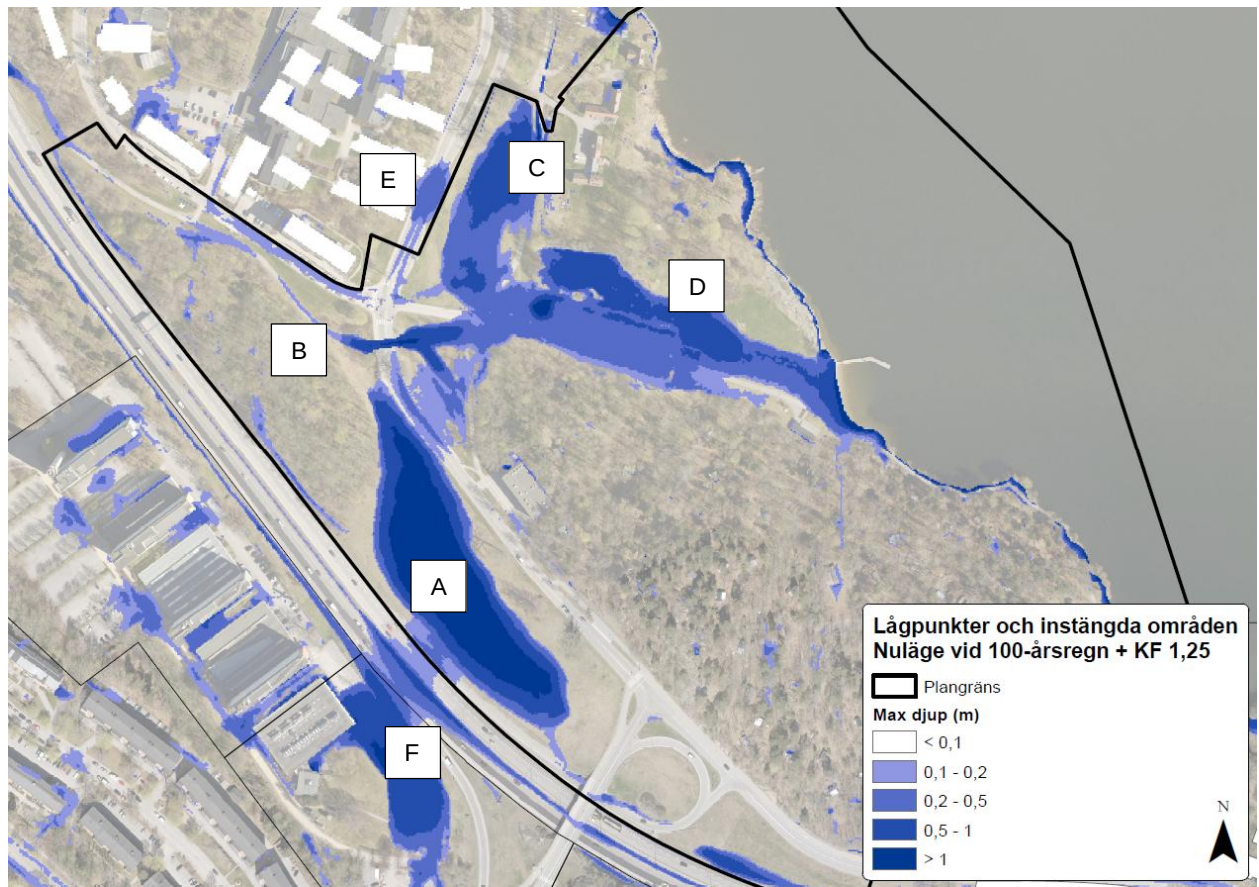 E
C
D
B
A
F
Lågpunkter och instängda områden
Nuläge vid 100-årsregn + KF 1,25
Plangräns
Max djup (m)
< 0,1
0,1 - 0,2
0,2 - 0,5
0,5 - 1
> 1
N